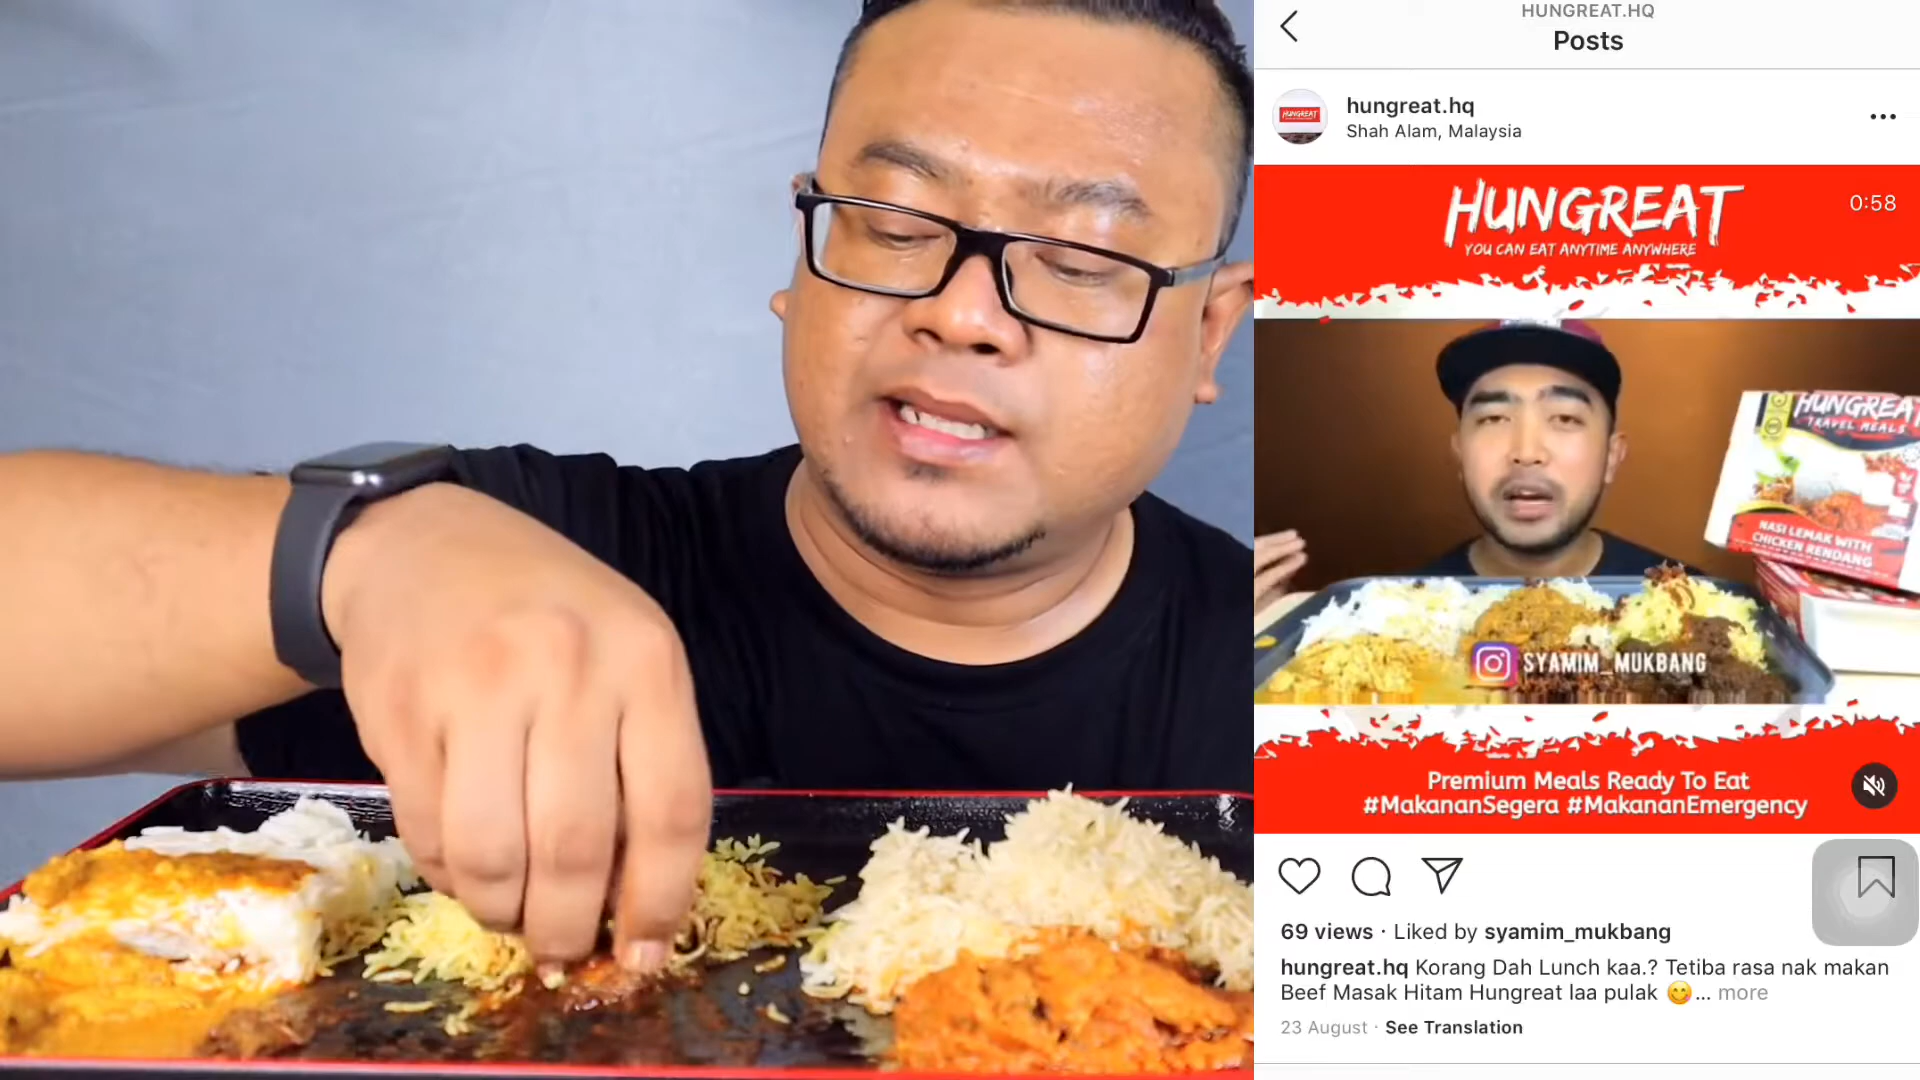 HUNGREAT.HQ
Posts
HUNGREAT
hungreat.hq
Shah Alam, Malaysia
HUNGREAT
0:58
YOU CAN EAT ANYTIME ANYWHERE
HUNGREAT
TRAVEL MEALS
NASI LEMAK WITH
CHICKEN RENDANG
SYAMIM_MUKBANG
Premium Meals Ready To Eat
#MakananSegera #MakananEmergency
69 views · Liked by syamim_mukbang
hungreat.hq Korang Dah Lunch kaa.? Tetiba rasa nak makan
Beef Masak Hitam Hungreat laa pulak 😋... more
23 August · See Translation